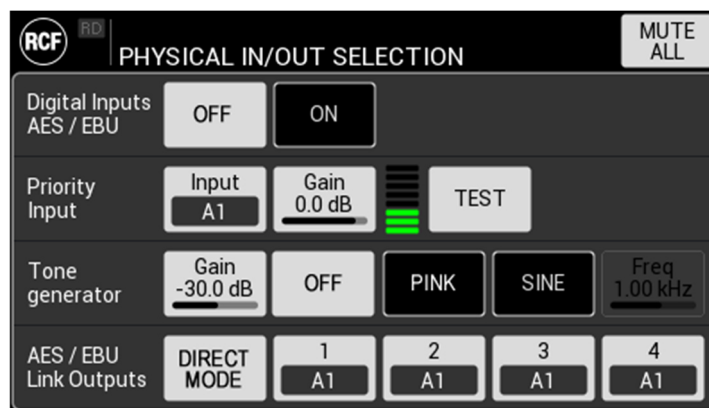 RCF
RD
PHYSICAL IN/OUT SELECTION
MUTE
ALL
Digital Inputs
AES / EBU
OFF
ON
Priority
Input
Input
A1
Gain
0.0 dB
TEST
Tone
generator
Gain
-30.0 dB
OFF
PINK
SINE
Freq
1.00 kHz
AES / EBU
Link Outputs
DIRECT
MODE
1
A1
2
A1
3
A1
4
A1